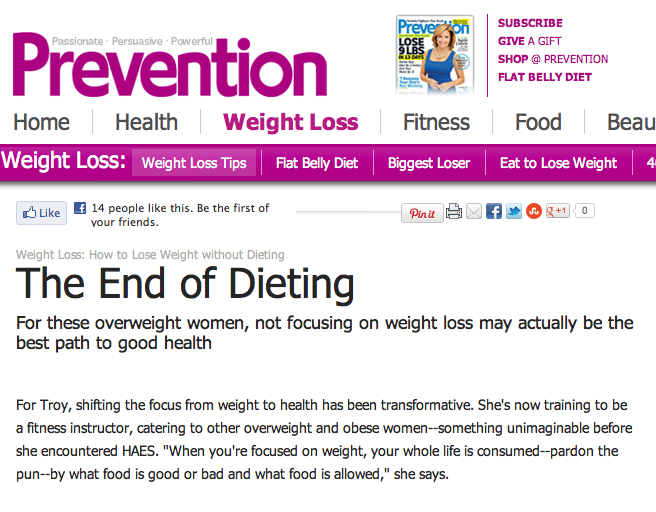 Passionate · Persuasive · Powerful
Prevention
Prevention
LOSE
9 LBS
IN 13 DAYS
SUBSCRIBE
GIVE A GIFT
SHOP @ PREVENTION
FLAT BELLY DIET
Home
Health
Weight Loss
Fitness
Food
Beau
Weight Loss:
Weight Loss Tips
Flat Belly Diet
Biggest Loser
Eat to Lose Weight
4
Like
14 people like this. Be the first of
your friends.
Pin it
+1
0
Weight Loss: How to Lose Weight without Dieting
The End of Dieting
For these overweight women, not focusing on weight loss may actually be the
best path to good health
For Troy, shifting the focus from weight to health has been transformative. She's now training to be
a fitness instructor, catering to other overweight and obese women--something unimaginable before
she encountered HAES. "When you're focused on weight, your whole life is consumed--pardon the
pun--by what food is good or bad and what food is allowed," she says.